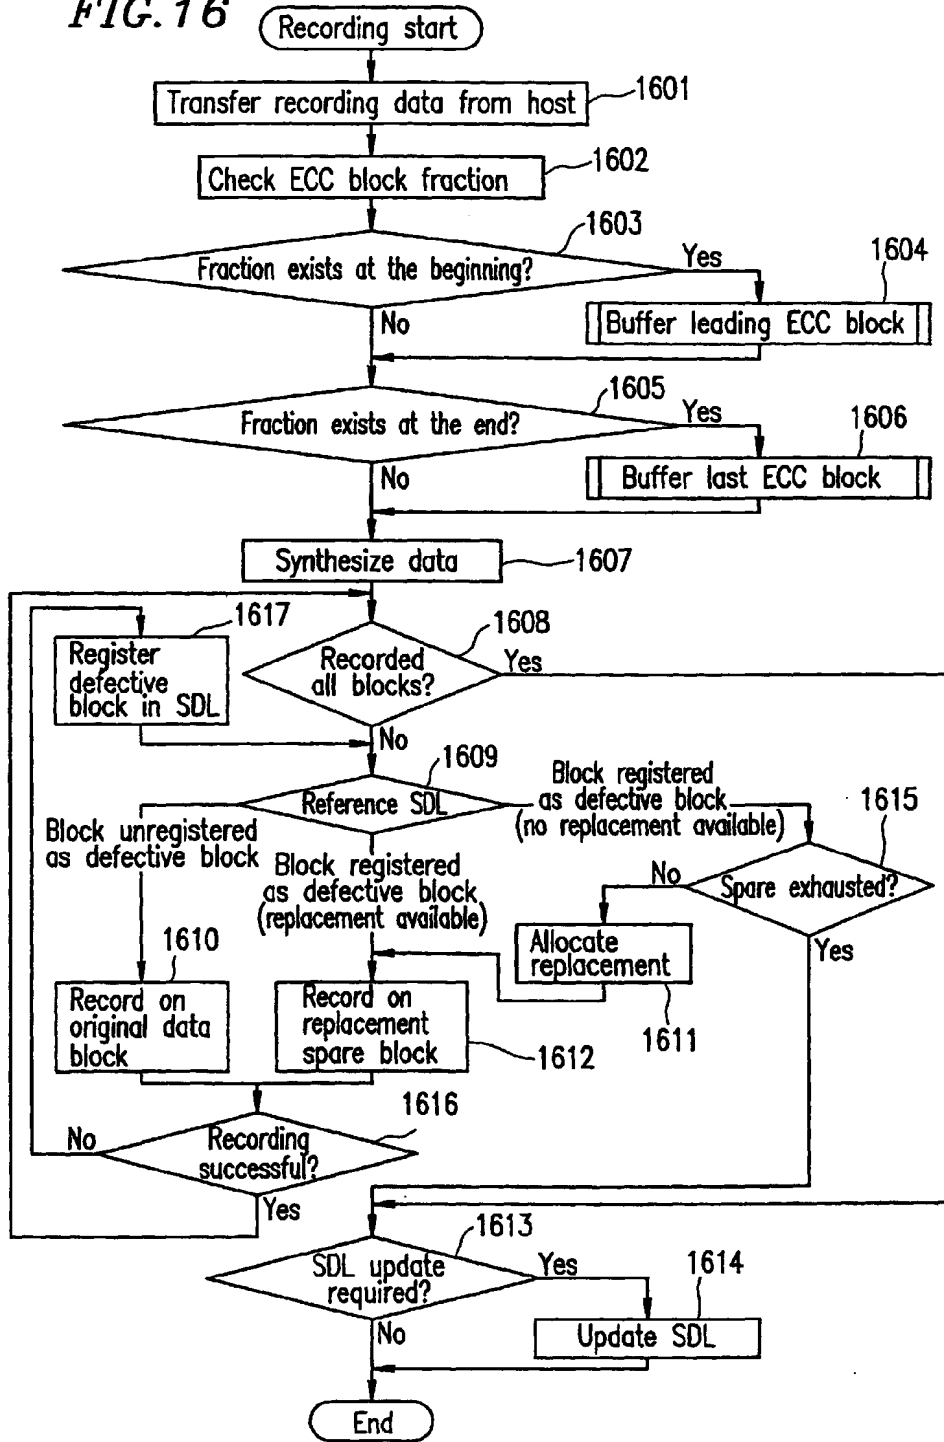 FIG. 16
Recording start
Transfer recording data from host
1601
Check ECC block fraction
1602
1603
Fraction exists at the beginning?
Yes
1604
Buffer leading ECC block
No
1605
Fraction exists at the end?
Yes
1606
Buffer last ECC block
No
Synthesize data
1607
1617
Register
defective
block in SDL
1608
Recorded
all blocks?
Yes
No
1609
Reference SDL
Block registered
as defective block
(no replacement available)
1615
Block unregistered
as defective block
Block registered
as defective block
(replacement available)
No
Spare exhausted?
Yes
Allocate
replacement
1611
1610
Record on
original data
block
Record on
replacement
spare block
1612
1616
No
Recording
successful?
Yes
1613
SDL update
required?
Yes
1614
Update SDL
No
End